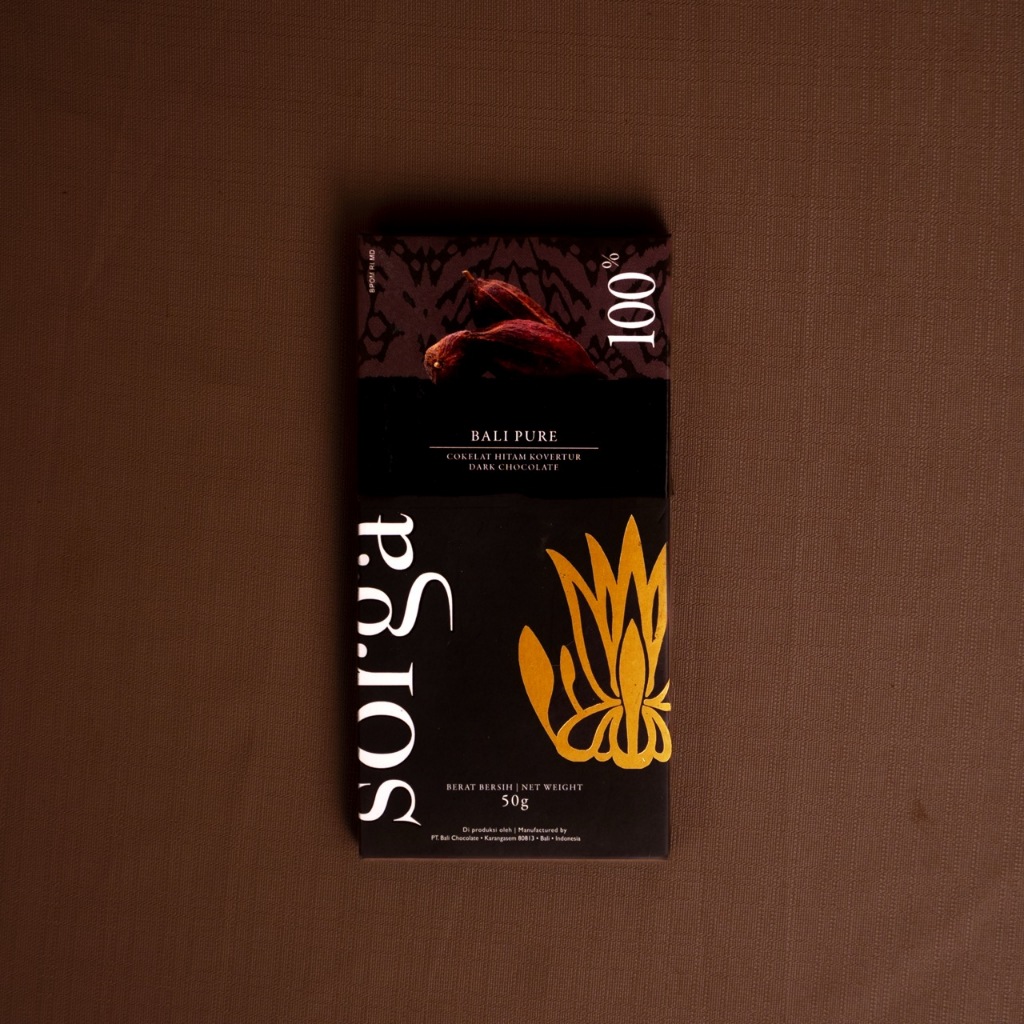 BPOM RI MD
100%
BALI PURE
COKELAT HITAM KOVERTUR
DARK CHOCOLATE
sorga
BERAT BERSIH | NET WEIGHT
50g
Di produksi oleh | Manufactured by
PT. Bali Chocolate • Karangasem 80813 • Bali • Indonesia